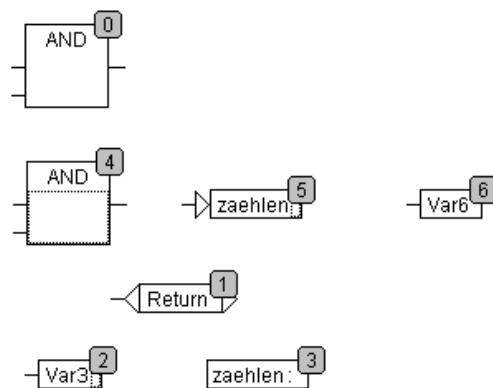 0
AND
4
AND
5
zaehlen
6
Var6
1
Return
2
Var3
3
zaehlen: